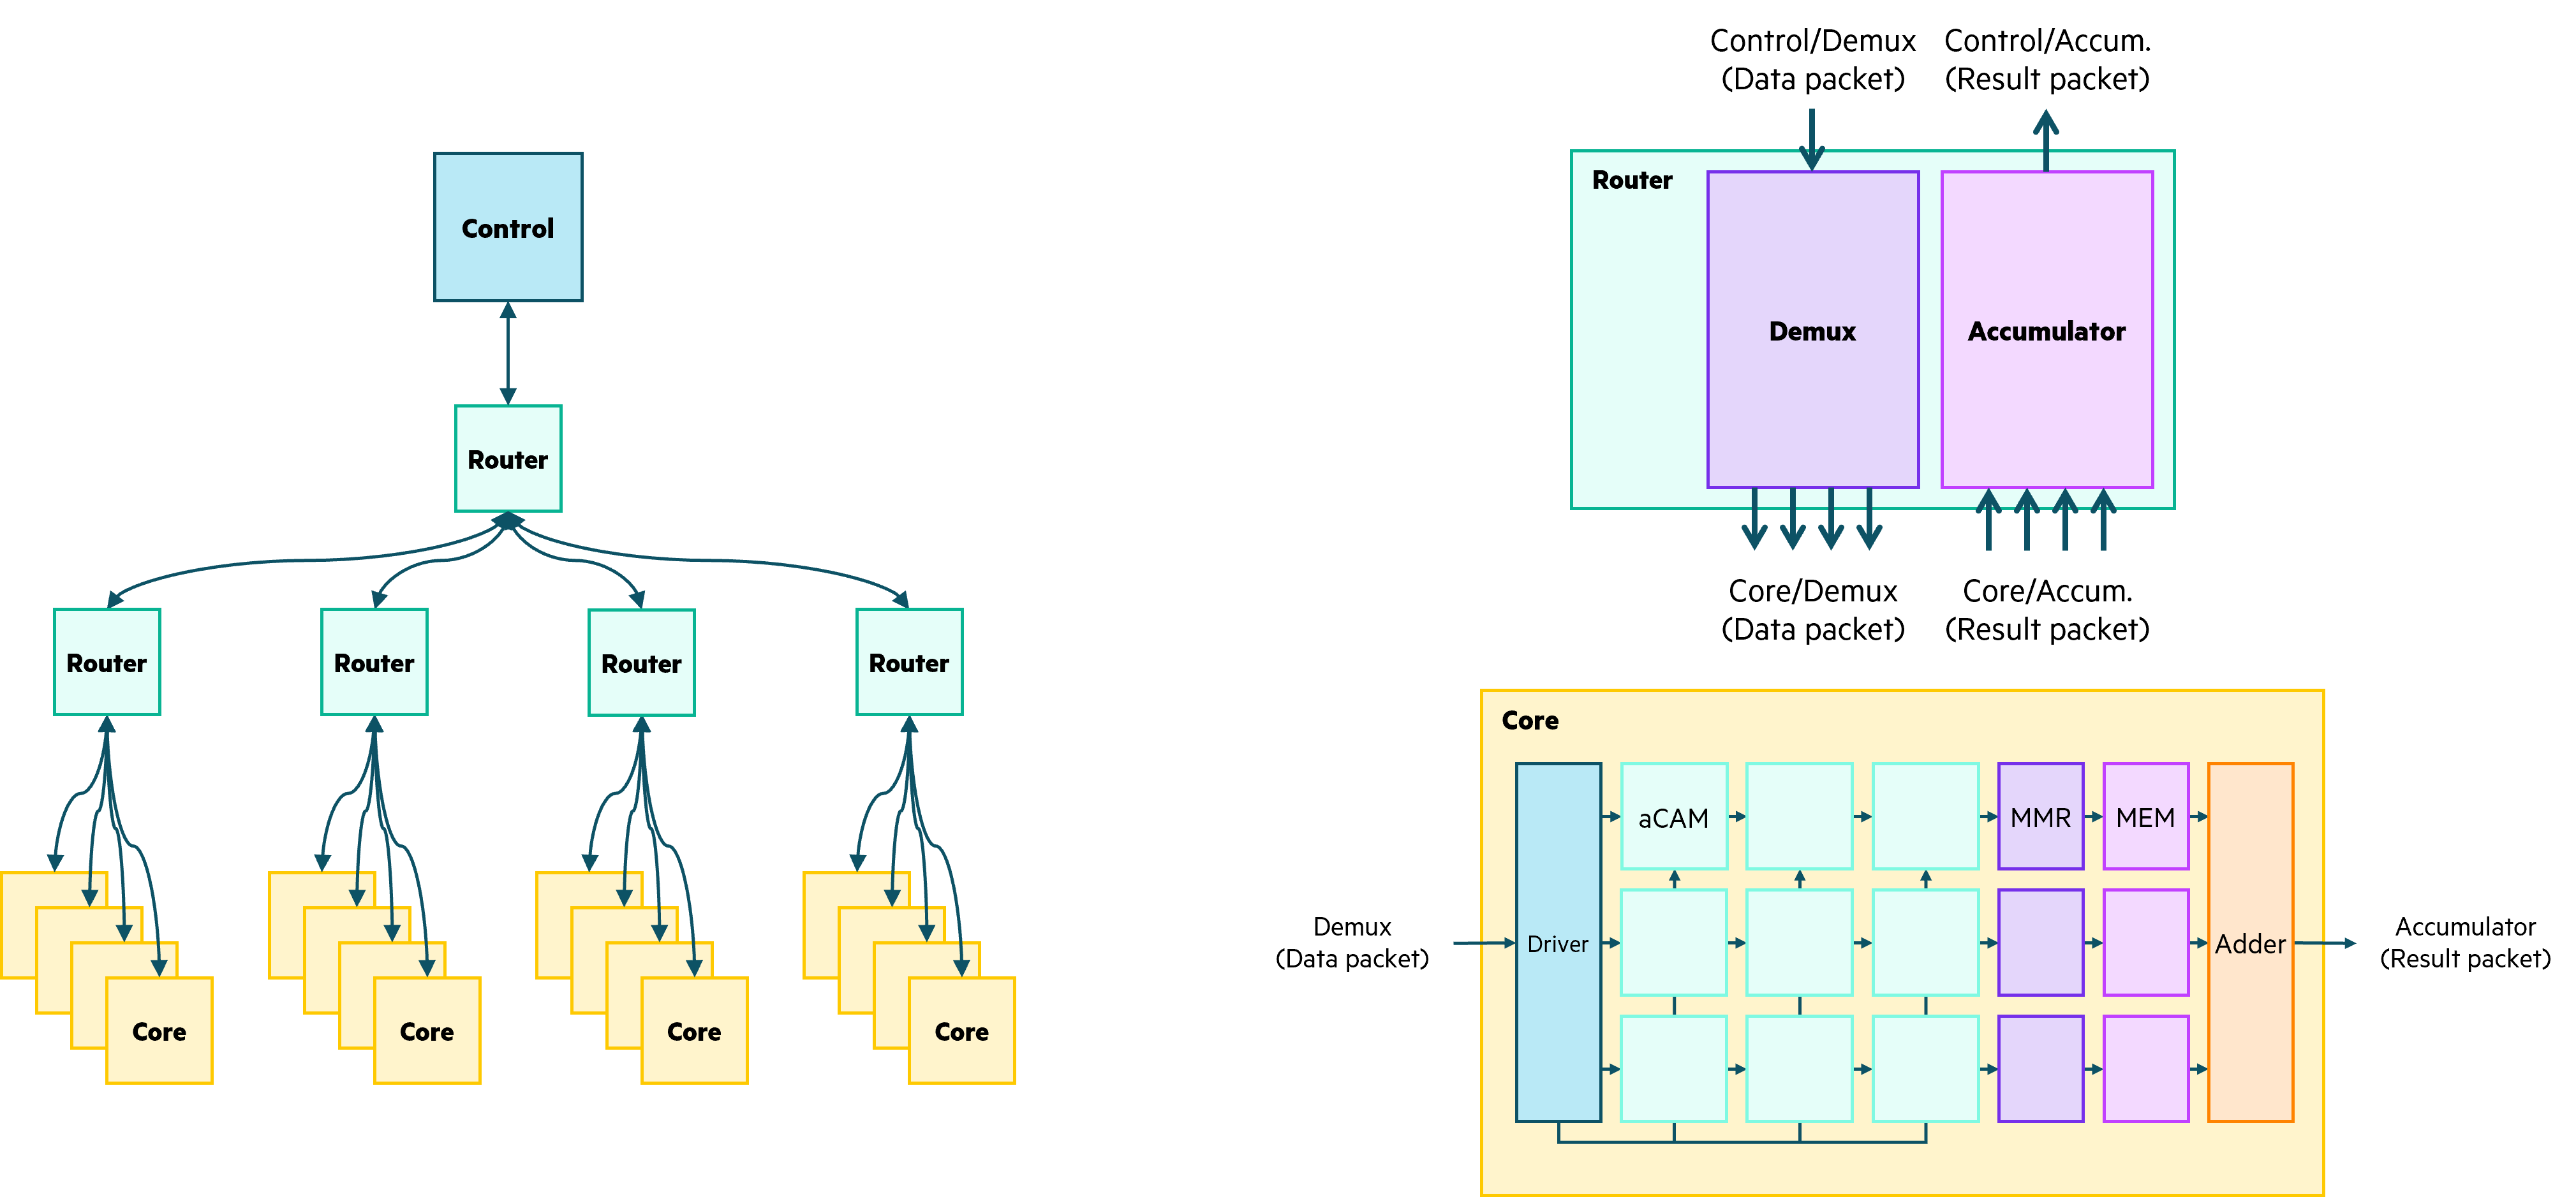 Control
Router
Router
Router
Router
Router
Core
Core
Core
Core
Control/Demux
(Data packet)
Control/Accum.
(Result packet)
Router
Demux
Accumulator
Core/Demux
(Data packet)
Core/Accum.
(Result packet)
Core
aCAM
MMR
MEM
Demux
(Data packet)
Driver
Adder
Accumulator
(Result packet)